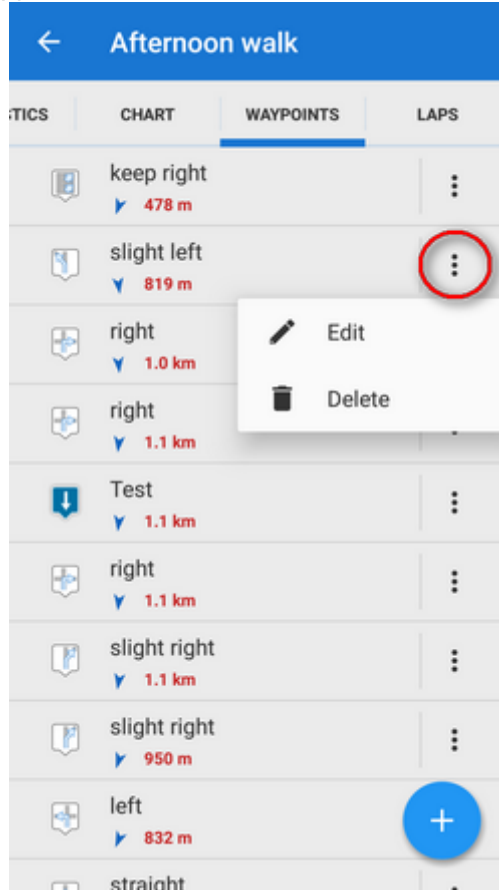 Afternoon walk
TICS CHART WAYPOINTS LAPS
keep right
478 m
slight left
819 m
Edit
right
1.0 km
Delete
right
1.1 km
Test
1.1 km
right
1.1 km
slight right
1.1 km
slight right
950 m
left
832 m
straight